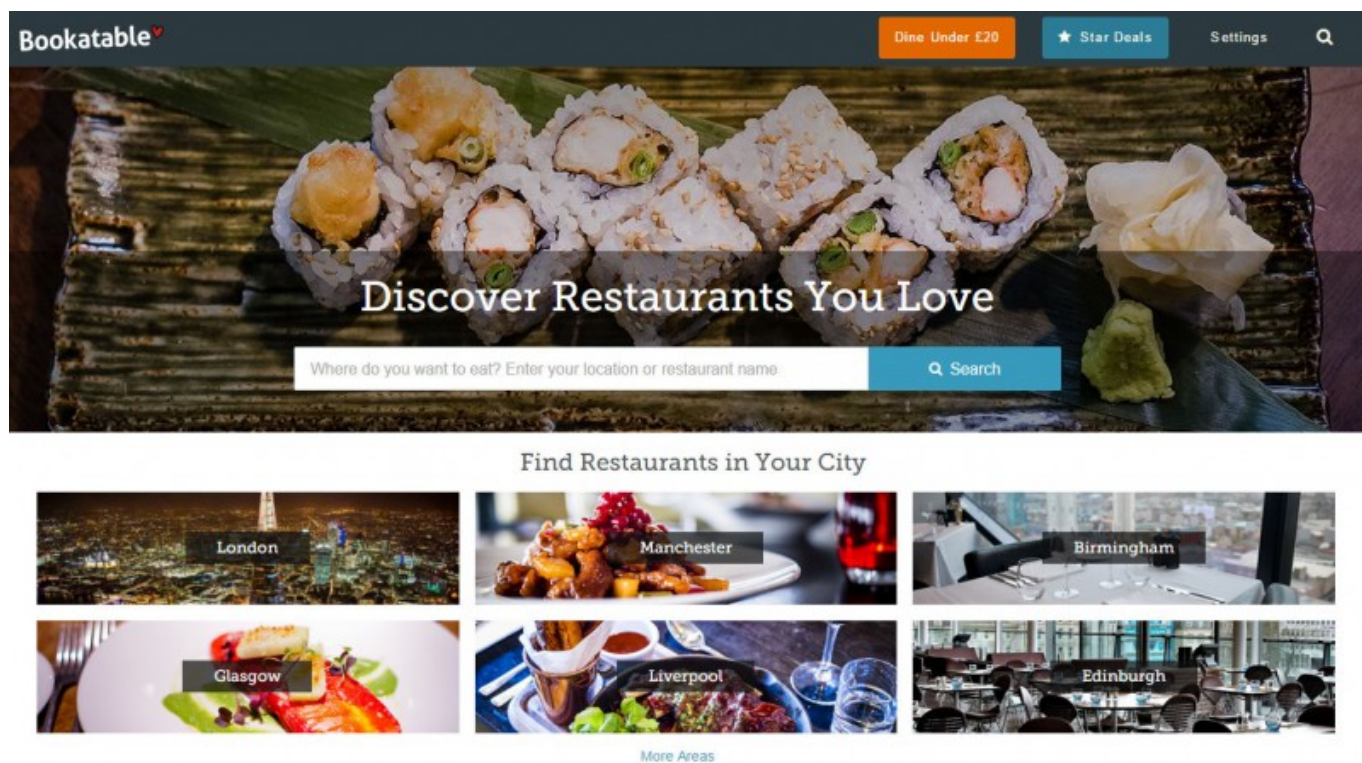 Bookatable
Dine Under £20
Star Deals
Settings
Discover Restaurants You Love
Where do you want to eat? Enter your location or restaurant name
Search
Find Restaurants in Your City
London
Manchester
Birmingham
Glasgow
Liverpool
Edinburgh
More Areas